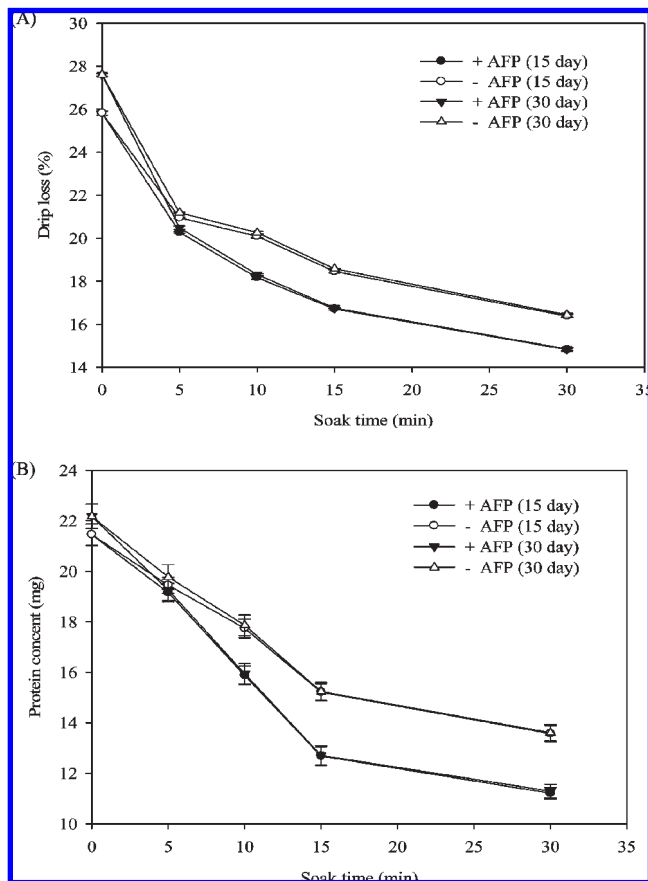 (A)
30
28
26
24
22
20
18
16
14
Drip loss (%)
+ AFP (15 day)
- AFP (15 day)
+ AFP (30 day)
- AFP (30 day)
0 5 10 15 20 25 30 35
Soak time (min)
(B)
24
22
20
18
16
14
12
10
Protein concent (mg)
+ AFP (15 day)
- AFP (15 day)
+ AFP (30 day)
- AFP (30 day)
0 5 10 15 20 25 30 35
Soak time (min)